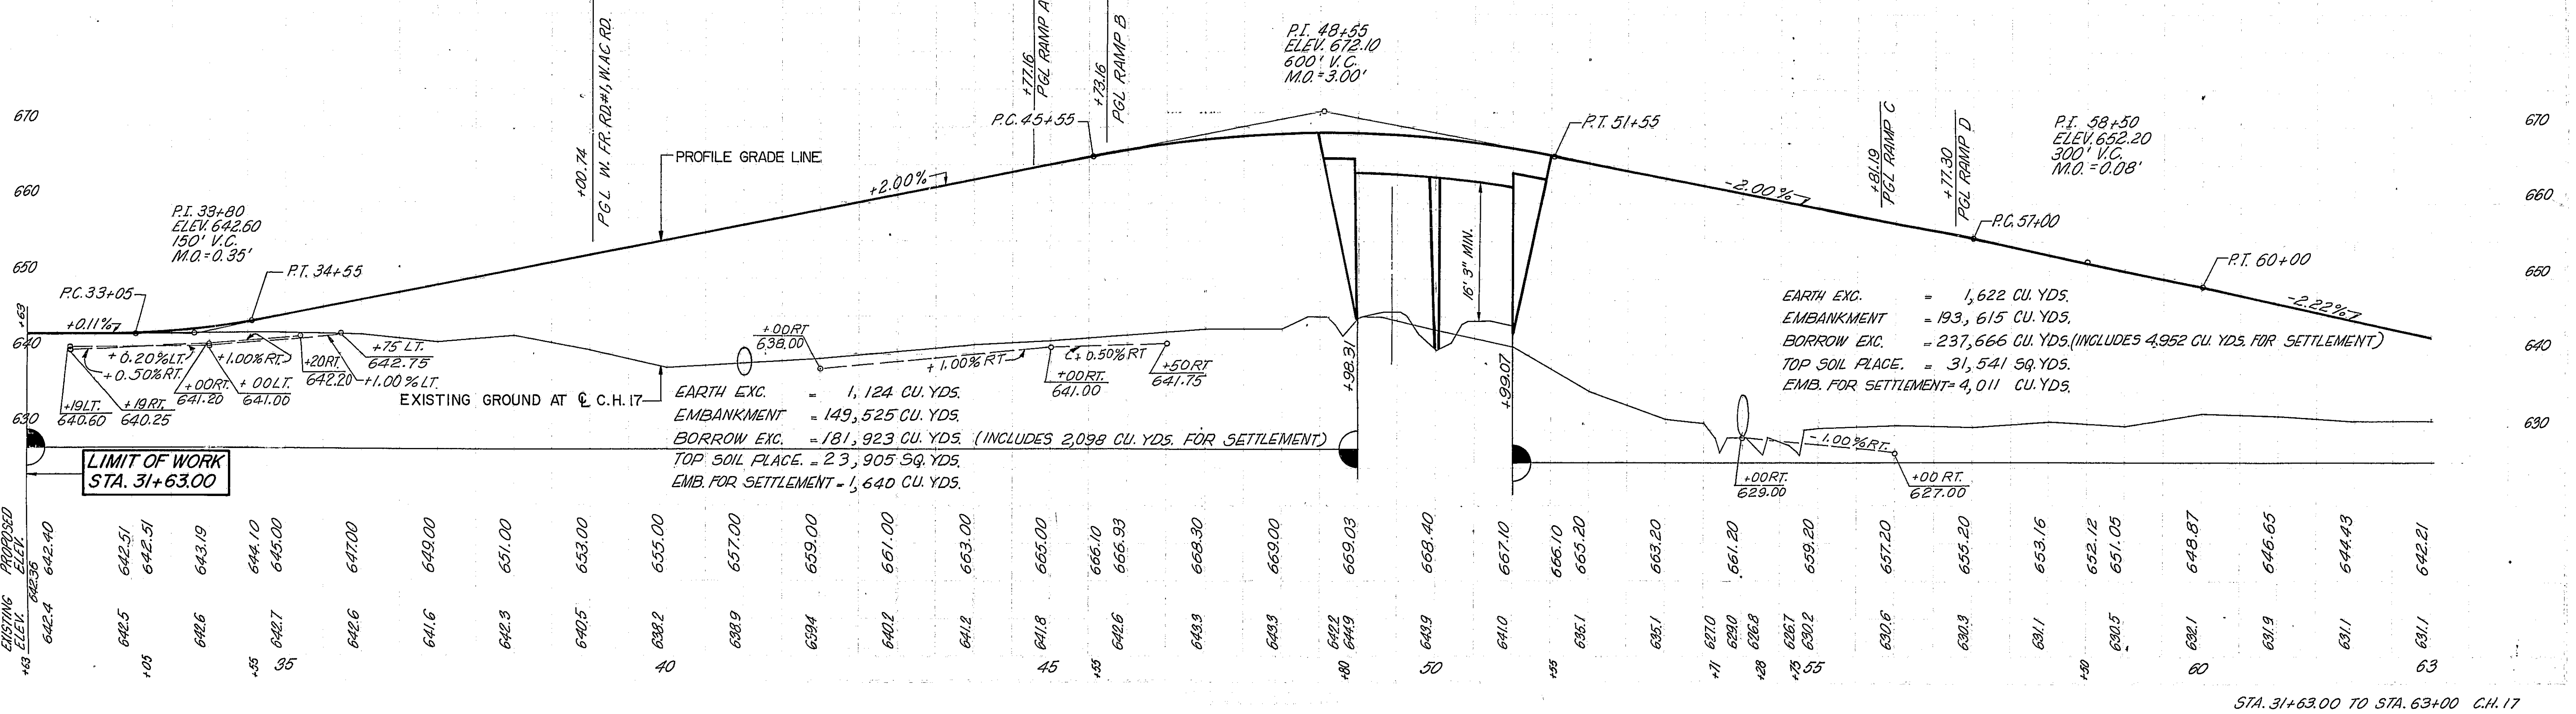 +00.74
PGL W. FR. RD.#1, W.AC RD.
+77.16
PGL RAMP A
+73.16
PGL RAMP B
P.I. 48+55
ELEV. 672.10
600' V.C.
M.O.=3.00'
+81.19
PGL RAMP C
+77.30
PGL RAMP D
P.I. 58+50
ELEV. 652.20
300' V.C.
M.O.=0.08'
670
660
650
640
630
670
660
650
640
630
P.I. 33+80
ELEV. 642.60
150' V.C.
M.O.=0.35'
P.C. 33+05
P.T. 34+55
PROFILE GRADE LINE
+2.00%
P.C. 45+55
P.T. 51+55
-2.00%
P.C. 57+00
P.T. 60+00
-2.22%
16' 3" MIN.
+63
+0.11%
+0.20% LT.
+0.50% RT.
+1.00% RT.
+1.00% LT.
+19 LT.
640.60
+19 RT.
640.25
+00 RT.
641.20
+00 LT.
641.00
+20 RT.
642.20
+75 LT.
642.75
+00 RT
638.00
+1.00% RT
+0.50% RT
+00 RT.
641.00
+50 RT
641.75
EXISTING GROUND AT ℄ C.H. 17
EARTH EXC. = 1,124 CU. YDS.
EMBANKMENT = 149,525 CU. YDS.
BORROW EXC. = 181,923 CU. YDS. (INCLUDES 2,098 CU. YDS. FOR SETTLEMENT)
TOP SOIL PLACE. = 23,905 SQ. YDS.
EMB. FOR SETTLEMENT = 1,640 CU. YDS.
+98.31
+99.07
EARTH EXC. = 1,622 CU. YDS.
EMBANKMENT = 193,615 CU. YDS.
BORROW EXC. = 237,666 CU. YDS. (INCLUDES 4,952 CU. YDS. FOR SETTLEMENT)
TOP SOIL PLACE. = 31,541 SQ. YDS.
EMB. FOR SETTLEMENT = 4,011 CU. YDS.
-1.00% RT.
+00 RT.
629.00
+00 RT.
627.00
LIMIT OF WORK
STA. 31+63.00
PROPOSED ELEV. 642.36 642.40 642.51 642.51 643.19 644.10 645.00 647.00 649.00 651.00 653.00 655.00 657.00 659.00 661.00 663.00 665.00 666.10 666.93 668.30 669.00 669.03 668.40 667.10 666.10 665.20 663.20 661.20 659.20 657.20 655.20 653.16 652.12 651.05 648.87 646.65 644.43 642.21
EXISTING ELEV. 642.4 642.5 642.6 642.7 642.6 641.6 642.3 640.5 638.2 638.9 639.4 640.2 641.2 641.8 642.6 643.3 643.3 642.2 644.9 643.9 641.0 635.1 635.1 627.0 629.0 626.8 626.7 630.2 630.6 630.3 631.1 630.5 632.1 631.9 631.1 631.1
+63 +05 +55 35 40 45 +55 +80 50 +55 +71 +28 +75 55 +50 60 63
STA. 31+63.00 TO STA. 63+00 C.H. 17